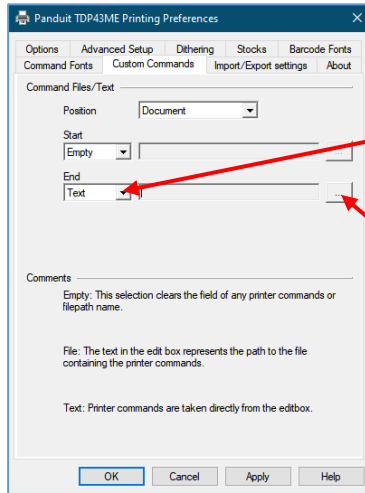 Panduit TDP43ME Printing Preferences
Options Advanced Setup Dithering Stocks Barcode Fonts
Command Fonts Custom Commands Import/Export settings About
Command Files/Text
Position Document
Start
Empty ...
End
Text ...
Comments
Empty: This selection clears the field of any printer commands or
filepath name.
File: The text in the edit box represents the path to the file
containing the printer commands.
Text: Printer commands are taken directly from the editbox.
OK Cancel Apply Help